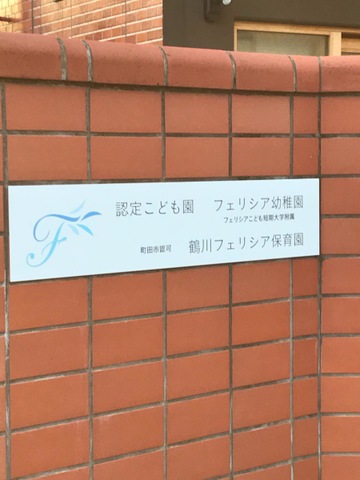 認定こども園　フェリシア幼稚園
フェリシアこども短期大学附属
町田市認可　鶴川フェリシア保育園